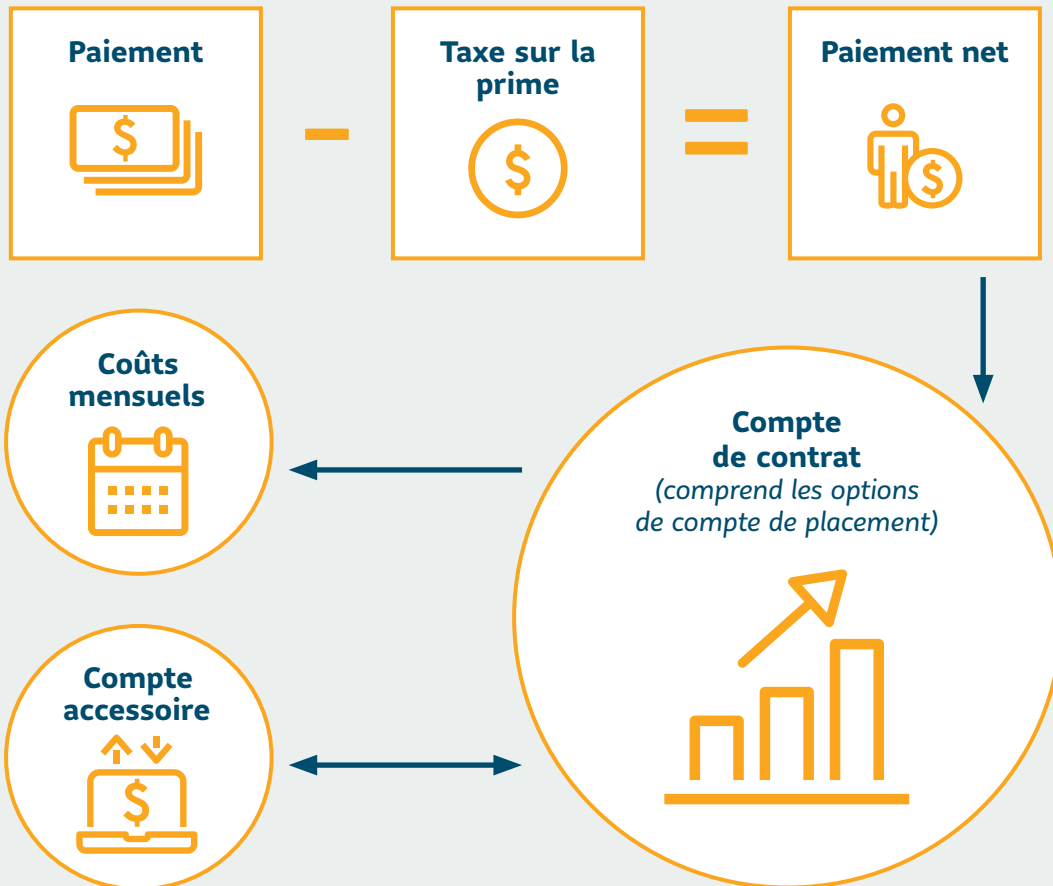 Paiement
Taxe sur la
prime
Paiement net
$
$
$
Coûts
mensuels
Compte
de contrat
(comprend les options
de compte de placement)
Compte
accessoire
$